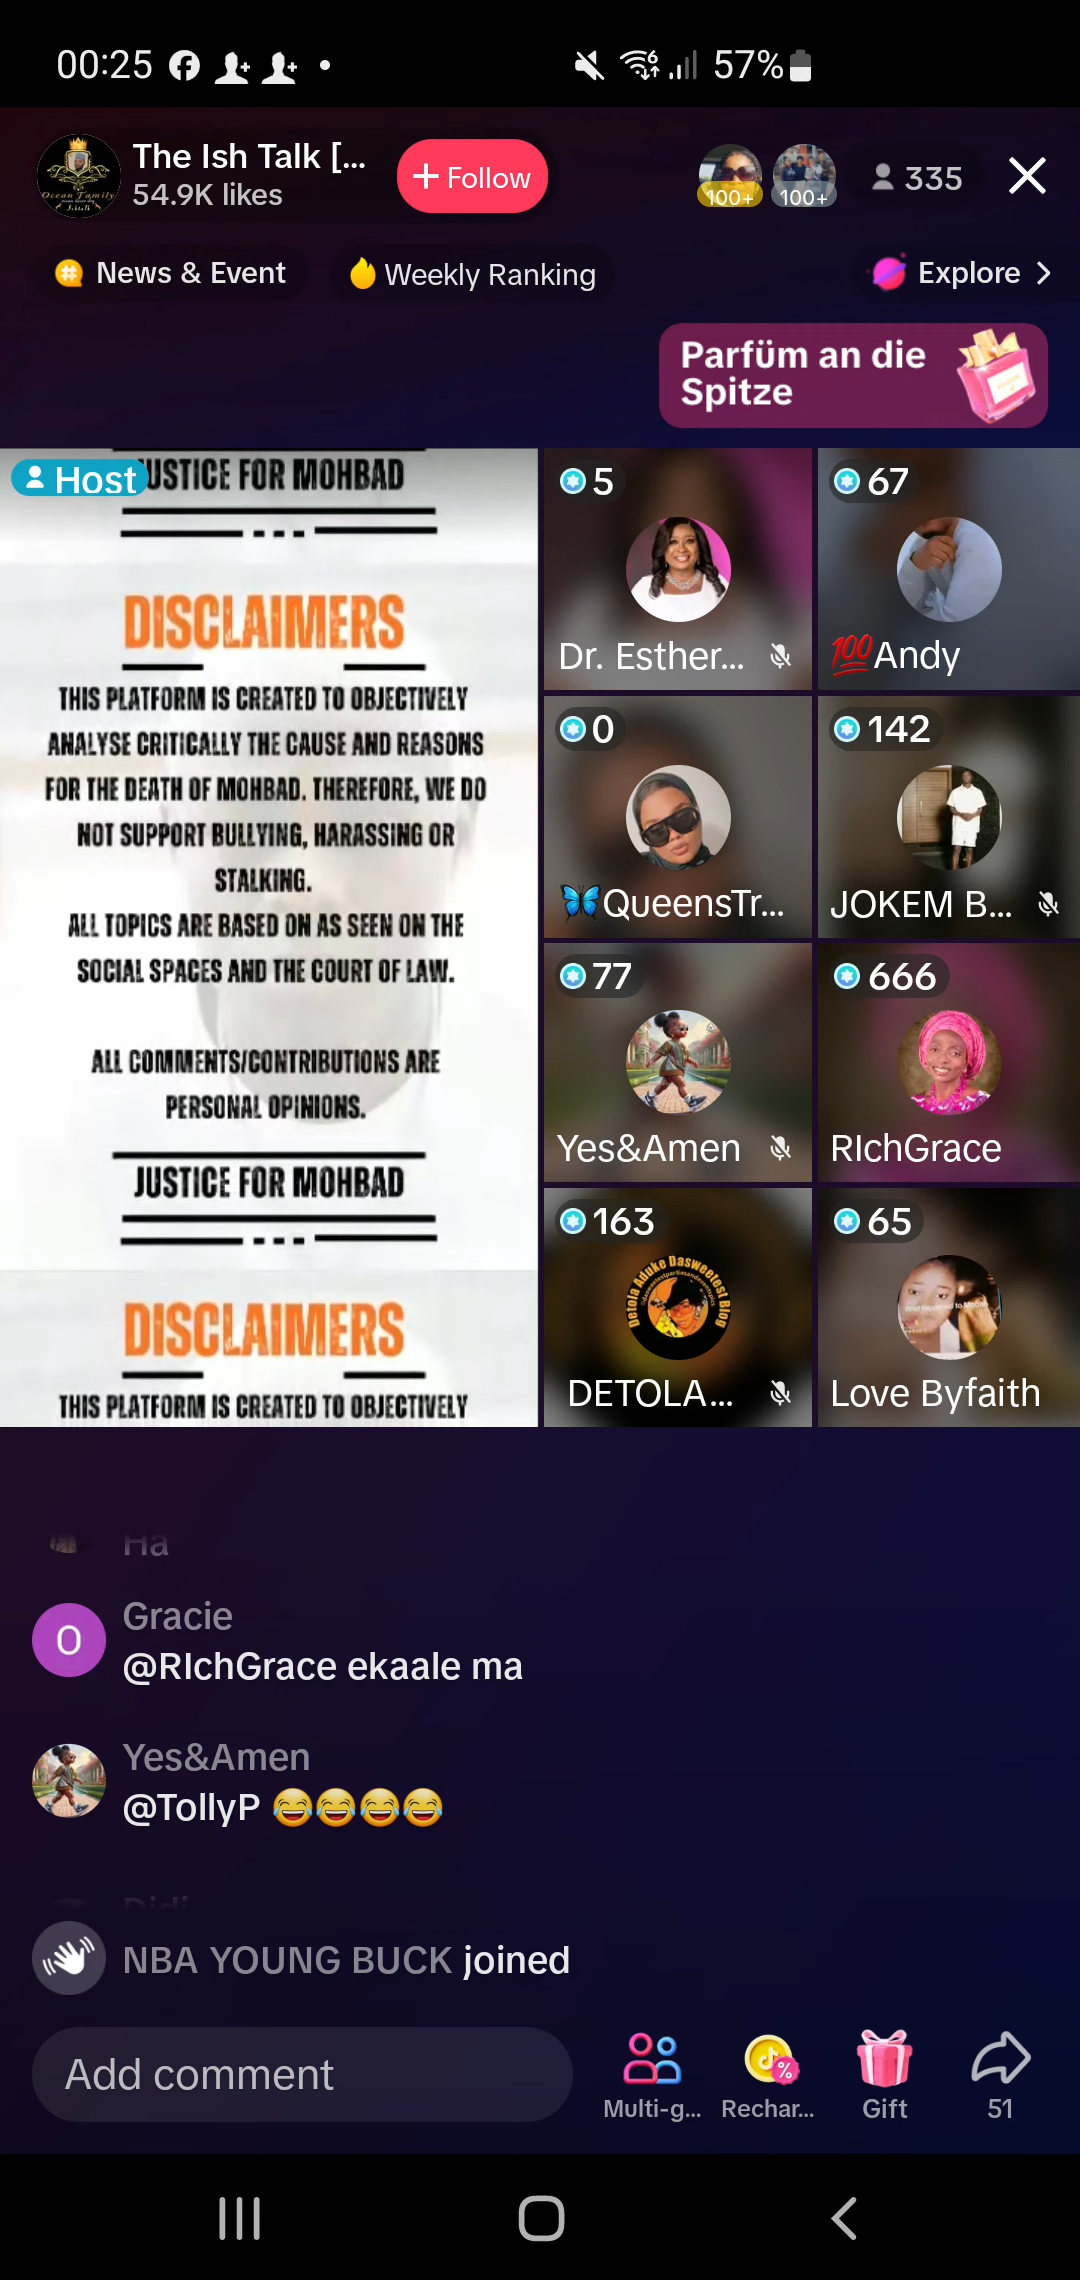 00:25
57%
The Ish Talk [...
54.9K likes
+ Follow
100+
100+
335
News & Event
Weekly Ranking
Explore
Parfüm an die
Spitze
Host
JUSTICE FOR MOHBAD
DISCLAIMERS
THIS PLATFORM IS CREATED TO OBJECTIVELY
ANALYSE CRITICALLY THE CAUSE AND REASONS
FOR THE DEATH OF MOHBAD. THEREFORE, WE DO
NOT SUPPORT BULLYING, HARASSING OR
STALKING.
ALL TOPICS ARE BASED ON AS SEEN ON THE
SOCIAL SPACES AND THE COURT OF LAW.
ALL COMMENTS/CONTRIBUTIONS ARE
PERSONAL OPINIONS.
JUSTICE FOR MOHBAD
DISCLAIMERS
THIS PLATFORM IS CREATED TO OBJECTIVELY
5
Dr. Esther...
67
💯Andy
0
🦋QueensTr...
142
JOKEM B...
77
Yes&Amen
666
RIchGrace
163
Detola Aduke Dasweetest Blog
DETOLA...
65
Love Byfaith
Ha
Gracie
O
@RIchGrace ekaale ma
Yes&Amen
@TollyP 😂😂😂😂
Didi
NBA YOUNG BUCK joined
Add comment
Multi-g...
Rechar...
Gift
51